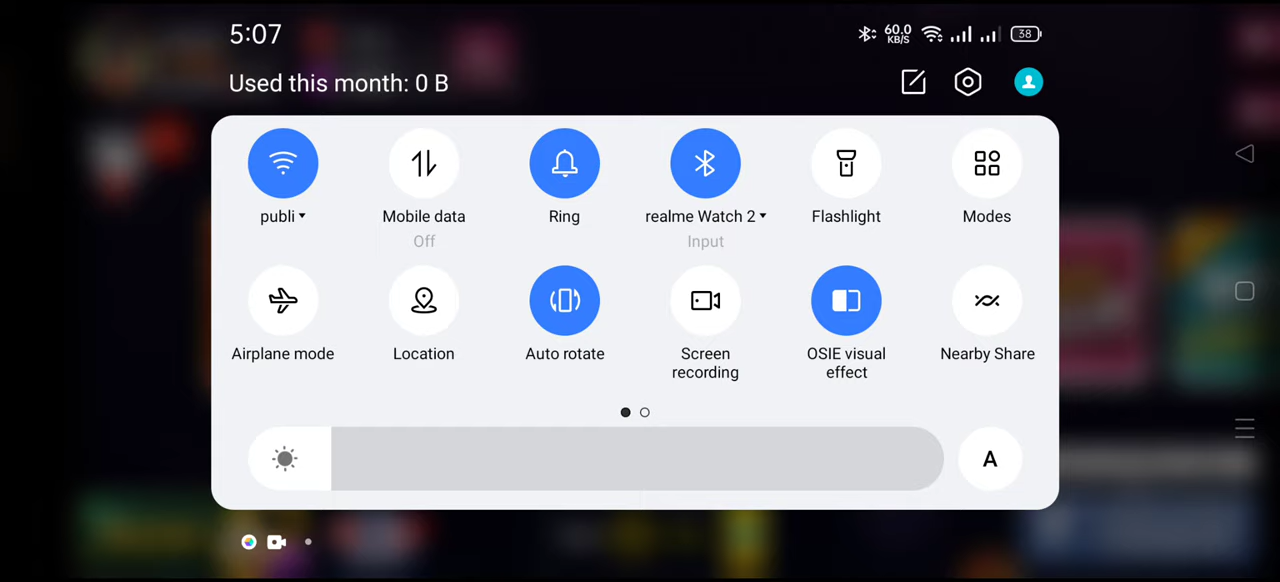 5:07
60.0
KB/S
38
Used this month: 0 B
publi
Mobile data
Off
Ring
realme Watch 2
Input
Flashlight
Modes
Airplane mode
Location
Auto rotate
Screen
recording
OSIE visual
effect
Nearby Share
A